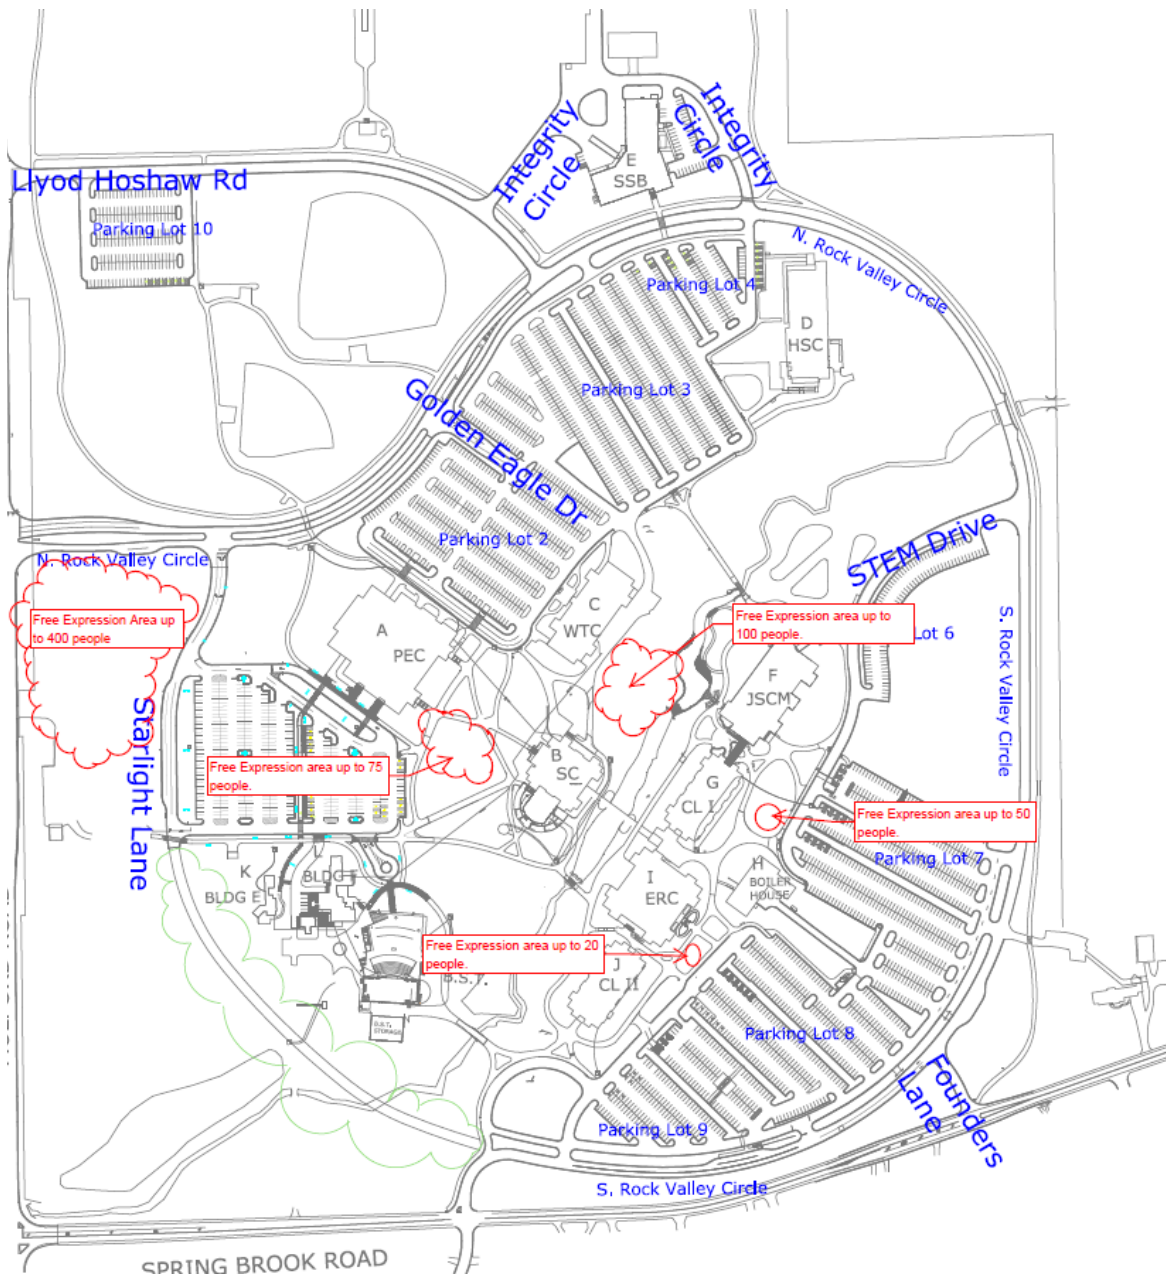 Integrity
Circle
Integrity
Circle
E
SSB
Llyod Hoshaw Rd
Parking Lot 10
N. Rock Valley Circle
Parking Lot 4
D
HSC
Parking Lot 3
Golden Eagle Dr
Parking Lot 2
STEM Drive
N. Rock Valley Circle
C
WTC
Free Expression Area up
to 400 people
Free Expression area up to
100 people.
Lot 6
S. Rock Valley Circle
A
PEC
F
JSCM
Starlight Lane
B
SC
Free Expression area up to 75
people.
G
CL I
Free Expression area up to 50
people.
Parking Lot 7
K
BLDG E
BLDG F
H
BOILER
HOUSE
I
ERC
Free Expression area up to 20
people.
J
CL II
B.S.T.
B.S.T.
STORAGE
Parking Lot 8
Founders
Lane
Parking Lot 9
S. Rock Valley Circle
SPRING BROOK ROAD